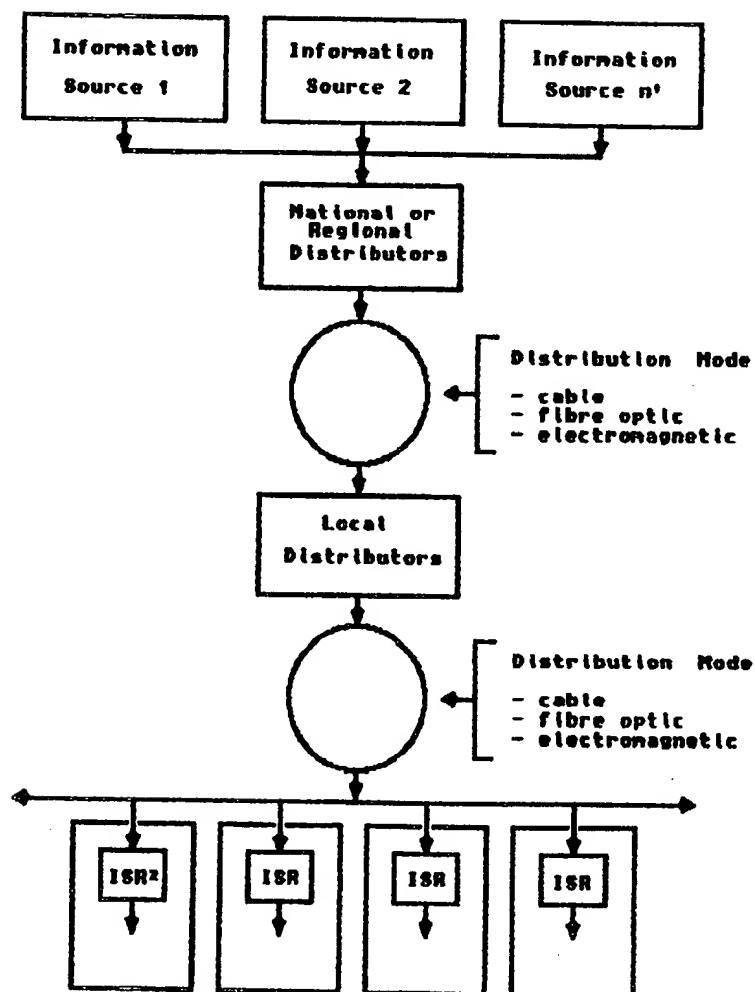 Information
Source 1
Information
Source 2
Information
Source n¹
National or
Regional
Distributors
Distribution Mode
- cable
- fibre optic
- electromagnetic
Local
Distributors
Distribution Mode
- cable
- fibre optic
- electromagnetic
ISR²
ISR
ISR
ISR